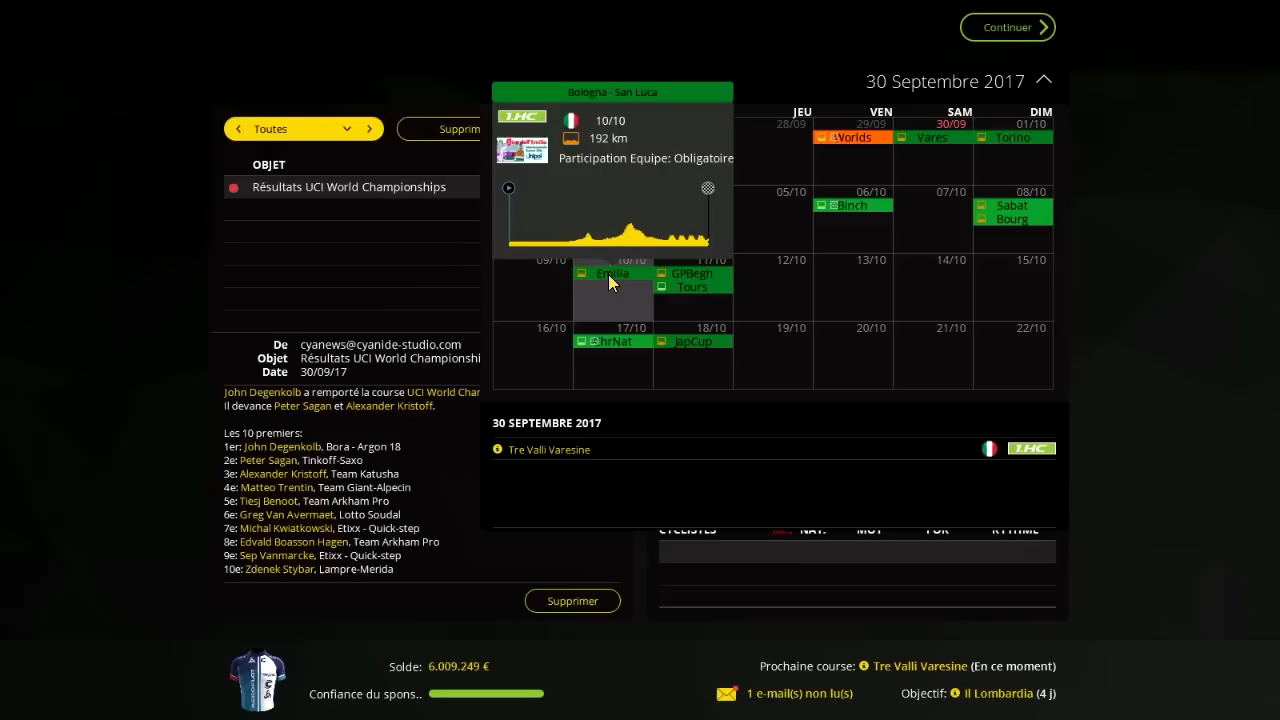 Continuer
30 Septembre 2017
Bologna - San Luca
1.HC
10/10
192 km
Participation Equipe: Obligatoire
Toutes
Supprim
OBJET
Résultats UCI World Championships
JEU VEN SAM DIM
28/09 29/09 30/09 01/10
Worlds Vares Torino
05/10 06/10 07/10 08/10
Binch Sabat
Bourg
09/10 10/10 11/10 12/10 13/10 14/10 15/10
Emilia GPBegh
Tours
16/10 17/10 18/10 19/10 20/10 21/10 22/10
ChrNat JapCup
De cyanews@cyanide-studio.com
Objet Résultats UCI World Championshi
Date 30/09/17
John Degenkolb a remporté la course UCI World Char
Il devance Peter Sagan et Alexander Kristoff.
Les 10 premiers:
1er: John Degenkolb, Bora - Argon 18
2e: Peter Sagan, Tinkoff-Saxo
3e: Alexander Kristoff, Team Katusha
4e: Matteo Trentin, Team Giant-Alpecin
5e: Tiesj Benoot, Team Arkham Pro
6e: Greg Van Avermaet, Lotto Soudal
7e: Michal Kwiatkowski, Etixx - Quick-step
8e: Edvald Boasson Hagen, Team Arkham Pro
9e: Sep Vanmarcke, Etixx - Quick-step
10e: Zdenek Stybar, Lampre-Merida
Supprimer
30 SEPTEMBRE 2017
Tre Valli Varesine 1.HC
CYCLISTES NAT. MOT FOR RYTHME
Solde: 6.009.249 €
Confiance du spons..
Prochaine course: Tre Valli Varesine (En ce moment)
1 e-mail(s) non lu(s)
Objectif: Il Lombardia (4 j)